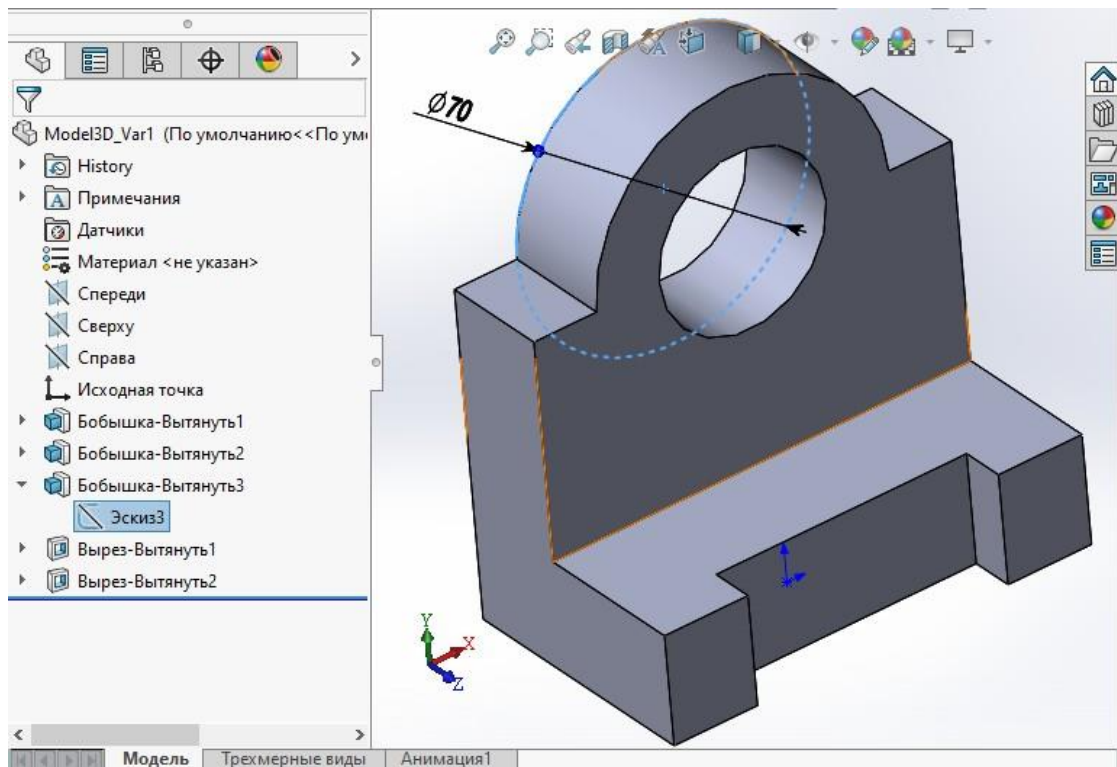 Model3D_Var1 (По умолчанию<<По ум
History
Примечания
Датчики
Материал <не указан>
Спереди
Сверху
Справа
Исходная точка
Бобышка-Вытянуть1
Бобышка-Вытянуть2
Бобышка-Вытянуть3
Эскиз3
Вырез-Вытянуть1
Вырез-Вытянуть2
Ø70
Y
X
Z
Модель Трехмерные виды Анимация1